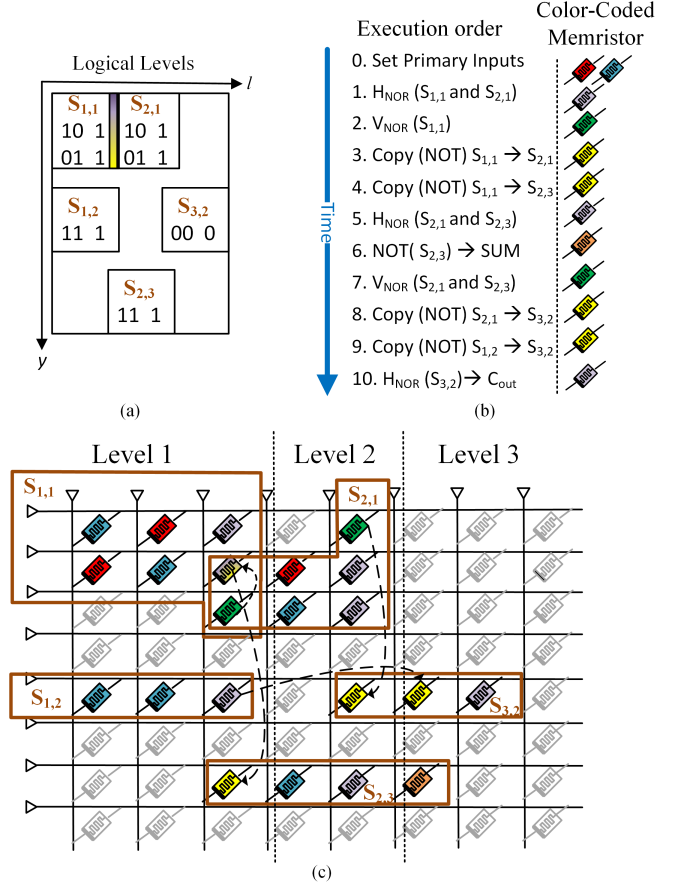 Logical Levels
l
S1,1 S2,1
10 1 10 1
01 1 01 1
S1,2 S3,2
11 1 00 0
S2,3
11 1
y
(a)
Execution order
Color-Coded
Memristor
0. Set Primary Inputs
1. HNOR (S1,1 and S2,1)
2. VNOR (S1,1)
3. Copy (NOT) S1,1 → S2,1
4. Copy (NOT) S1,1 → S2,3
5. HNOR (S2,1 and S2,3)
6. NOT( S2,3) → SUM
7. VNOR (S2,1 and S2,3)
8. Copy (NOT) S2,1 → S3,2
9. Copy (NOT) S1,2 → S3,2
10. HNOR (S3,2)→ Cout
Time
(b)
Level 1 Level 2 Level 3
S1,1
S2,1
S1,2
S3,2
S2,3
(c)